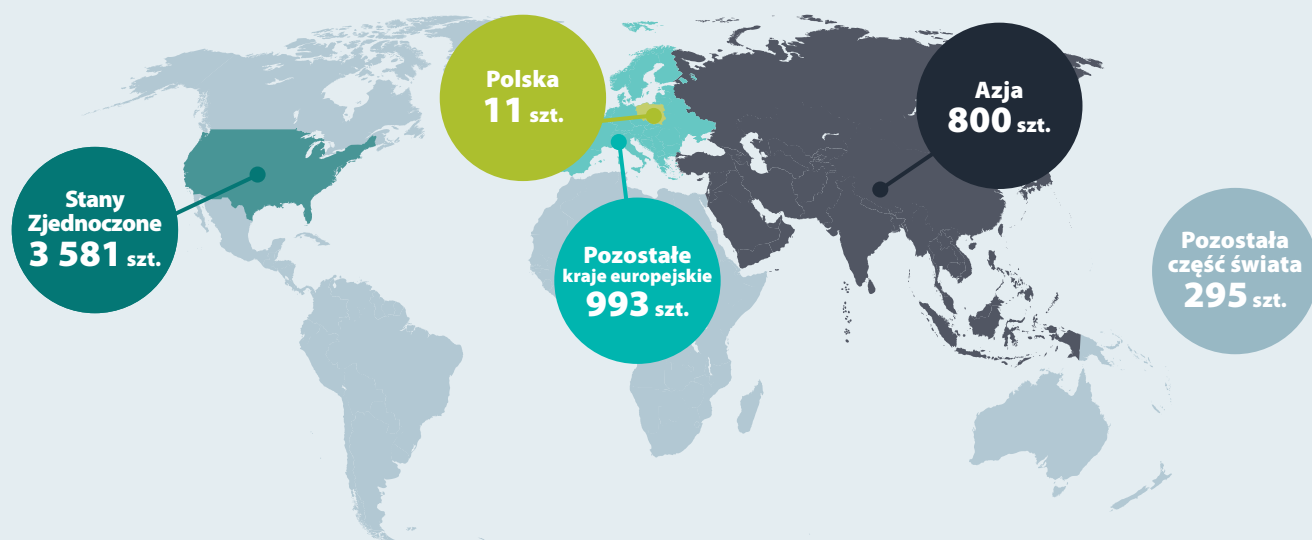 Polska
11 szt.
Azja
800 szt.
Stany
Zjednoczone
3 581 szt.
Pozostałe
kraje europejskie
993 szt.
Pozostała
część świata
295 szt.